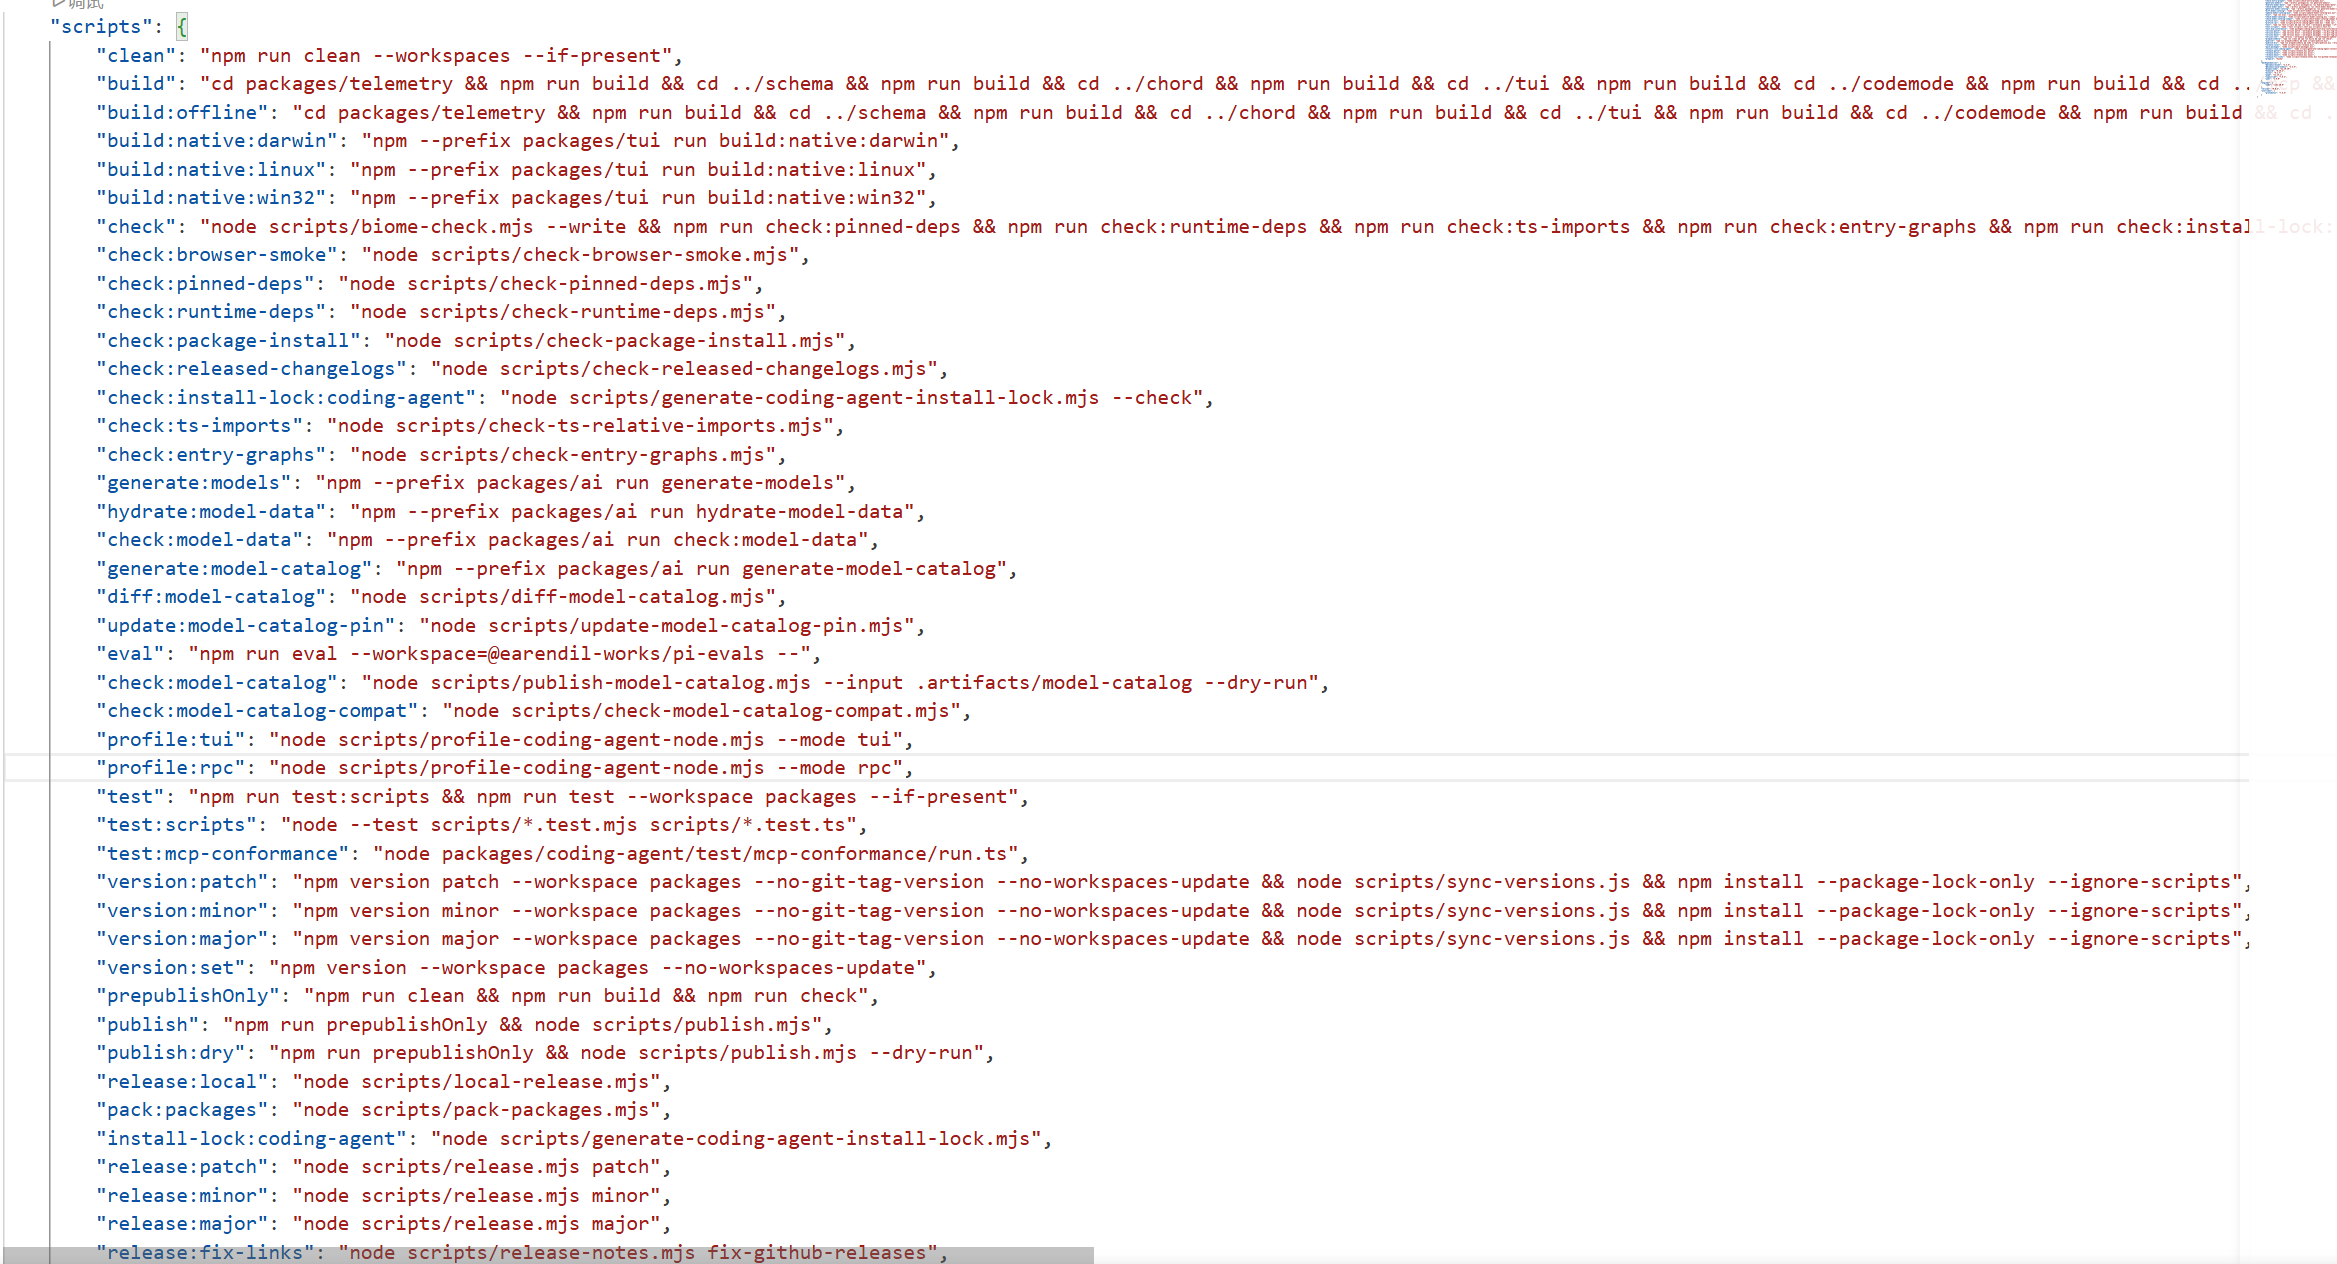 调试
"scripts": {
"clean": "npm run clean --workspaces --if-present",
"build": "cd packages/telemetry && npm run build && cd ../schema && npm run build && cd ../chord && npm run build && cd ../tui && npm run build && cd ../codemode && npm run build && cd ..
"build:offline": "cd packages/telemetry && npm run build && cd ../schema && npm run build && cd ../chord && npm run build && cd ../tui && npm run build && cd ../codemode && npm run build && cd .
"build:native:darwin": "npm --prefix packages/tui run build:native:darwin",
"build:native:linux": "npm --prefix packages/tui run build:native:linux",
"build:native:win32": "npm --prefix packages/tui run build:native:win32",
"check": "node scripts/biome-check.mjs --write && npm run check:pinned-deps && npm run check:runtime-deps && npm run check:ts-imports && npm run check:entry-graphs && npm run check:install-lock:
"check:browser-smoke": "node scripts/check-browser-smoke.mjs",
"check:pinned-deps": "node scripts/check-pinned-deps.mjs",
"check:runtime-deps": "node scripts/check-runtime-deps.mjs",
"check:package-install": "node scripts/check-package-install.mjs",
"check:released-changelogs": "node scripts/check-released-changelogs.mjs",
"check:install-lock:coding-agent": "node scripts/generate-coding-agent-install-lock.mjs --check",
"check:ts-imports": "node scripts/check-ts-relative-imports.mjs",
"check:entry-graphs": "node scripts/check-entry-graphs.mjs",
"generate:models": "npm --prefix packages/ai run generate-models",
"hydrate:model-data": "npm --prefix packages/ai run hydrate-model-data",
"check:model-data": "npm --prefix packages/ai run check:model-data",
"generate:model-catalog": "npm --prefix packages/ai run generate-model-catalog",
"diff:model-catalog": "node scripts/diff-model-catalog.mjs",
"update:model-catalog-pin": "node scripts/update-model-catalog-pin.mjs",
"eval": "npm run eval --workspace=@earendil-works/pi-evals --",
"check:model-catalog": "node scripts/publish-model-catalog.mjs --input .artifacts/model-catalog --dry-run",
"check:model-catalog-compat": "node scripts/check-model-catalog-compat.mjs",
"profile:tui": "node scripts/profile-coding-agent-node.mjs --mode tui",
"profile:rpc": "node scripts/profile-coding-agent-node.mjs --mode rpc",
"test": "npm run test:scripts && npm run test --workspace packages --if-present",
"test:scripts": "node --test scripts/*.test.mjs scripts/*.test.ts",
"test:mcp-conformance": "node packages/coding-agent/test/mcp-conformance/run.ts",
"version:patch": "npm version patch --workspace packages --no-git-tag-version --no-workspaces-update && node scripts/sync-versions.js && npm install --package-lock-only --ignore-scripts",
"version:minor": "npm version minor --workspace packages --no-git-tag-version --no-workspaces-update && node scripts/sync-versions.js && npm install --package-lock-only --ignore-scripts",
"version:major": "npm version major --workspace packages --no-git-tag-version --no-workspaces-update && node scripts/sync-versions.js && npm install --package-lock-only --ignore-scripts",
"version:set": "npm version --workspace packages --no-workspaces-update",
"prepublishOnly": "npm run clean && npm run build && npm run check",
"publish": "npm run prepublishOnly && node scripts/publish.mjs",
"publish:dry": "npm run prepublishOnly && node scripts/publish.mjs --dry-run",
"release:local": "node scripts/local-release.mjs",
"pack:packages": "node scripts/pack-packages.mjs",
"install-lock:coding-agent": "node scripts/generate-coding-agent-install-lock.mjs",
"release:patch": "node scripts/release.mjs patch",
"release:minor": "node scripts/release.mjs minor",
"release:major": "node scripts/release.mjs major",
"release:fix-links": "node scripts/release-notes.mjs fix-github-releases",